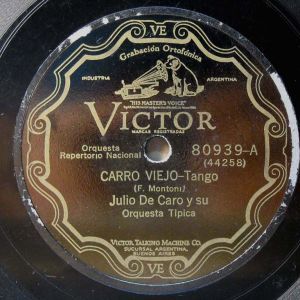 VE
Grabación Ortofónica
INDUSTRIA ARGENTINA
"HIS MASTER'S VOICE"
VICTOR
MARCAS REGISTRADAS
Orquesta
Repertorio Nacional
80939-A
(44258)
CARRO VIEJO-Tango
(F. Montoni)
Julio De Caro y su
Orquesta Típica
VICTOR TALKING MACHINE CO.
SUCURSAL ARGENTINA,
BUENOS AIRES
VE